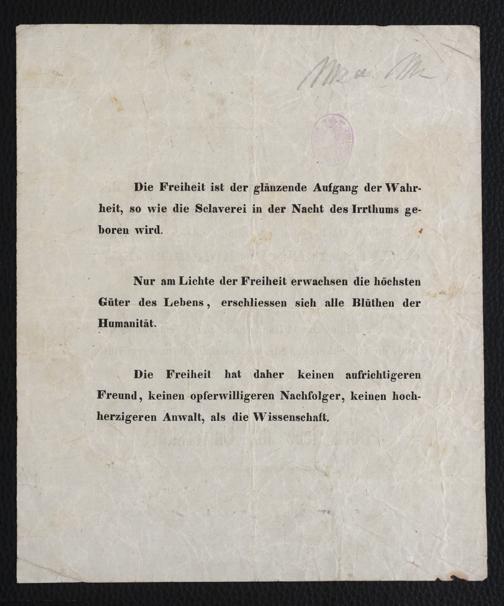 Die Freiheit ist der glänzende Aufgang der Wahr-
heit, so wie die Sclaverei in der Nacht des Irrthums ge-
boren wird.
Nur am Lichte der Freiheit erwachsen die höchsten
Güter des Lebens, erschliessen sich alle Blüthen der
Humanität.
Die Freiheit hat daher keinen aufrichtigeren
Freund, keinen opferwilligeren Nachfolger, keinen hoch-
herzigeren Anwalt, als die Wissenschaft.